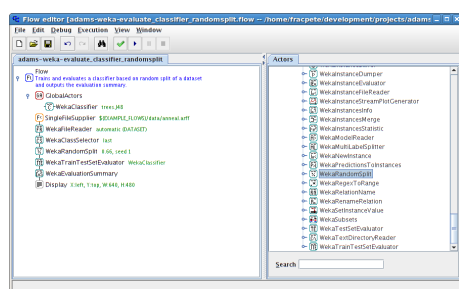 Flow editor [adams-weka-evaluate_classifier_randomsplit.flow -- /home/fracpete/development/projects/adams
File Edit Debug Execution View Window
adams-weka-evaluate_classifier_randomsplit
Flow
Trains and evaluates a classifier based on random split of a dataset
and outputs the evaluation summary.
GlobalActors
WekaClassifier trees.J48
SingleFileSupplier ${EXAMPLE_FLOWS}/data/anneal.arff
WekaFileReader automatic (DATASET)
WekaClassSelector last
WekaRandomSplit 0.66, seed:1
WekaTrainTestSetEvaluator WekaClassifier
WekaEvaluationSummary
Display X:left, Y:top, W:640, H:480
Actors
WekaInstanceDumper
WekaInstanceEvaluator
WekaInstanceFileReader
WekaInstanceStreamPlotGenerator
WekaInstancesInfo
WekaInstancesMerge
WekaInstancesStatistic
WekaModelReader
WekaMultiLabelSplitter
WekaNewInstance
WekaPredictionsToInstances
WekaRandomSplit
WekaRegexToRange
WekaRelationName
WekaRenameRelation
WekaSetInstanceValue
WekaSubsets
WekaTestSetEvaluator
WekaTextDirectoryReader
WekaTrainTestSetEvaluator
Search